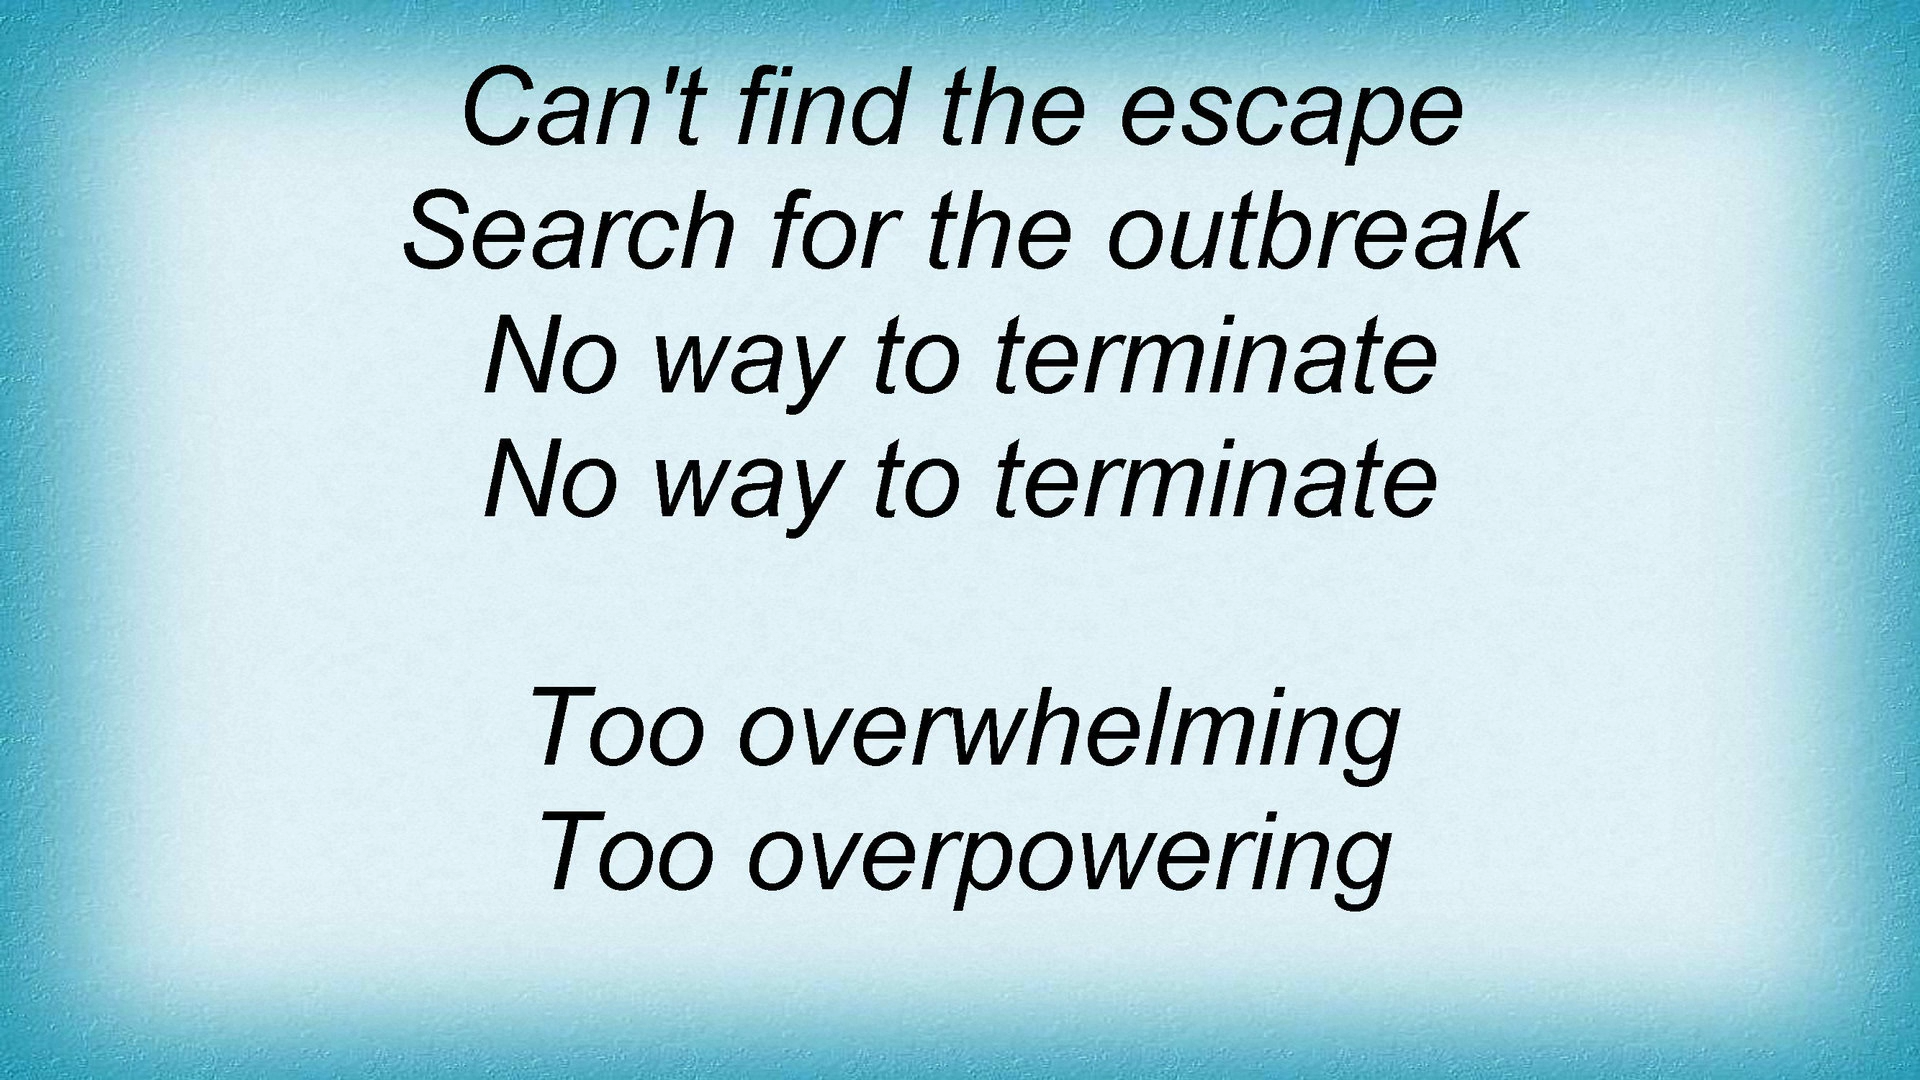 Can't find the escape
Search for the outbreak
No way to terminate
No way to terminate
Too overwhelming
Too overpowering